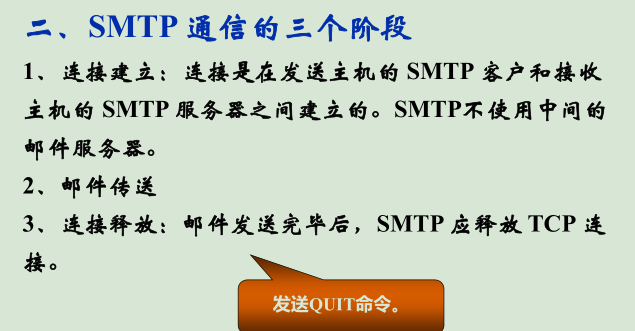 二、SMTP 通信的三个阶段
1、连接建立：连接是在发送主机的 SMTP 客户和接收
主机的 SMTP 服务器之间建立的。SMTP不使用中间的
邮件服务器。
2、邮件传送
3、连接释放：邮件发送完毕后，SMTP 应释放 TCP 连
接。
发送QUIT命令。